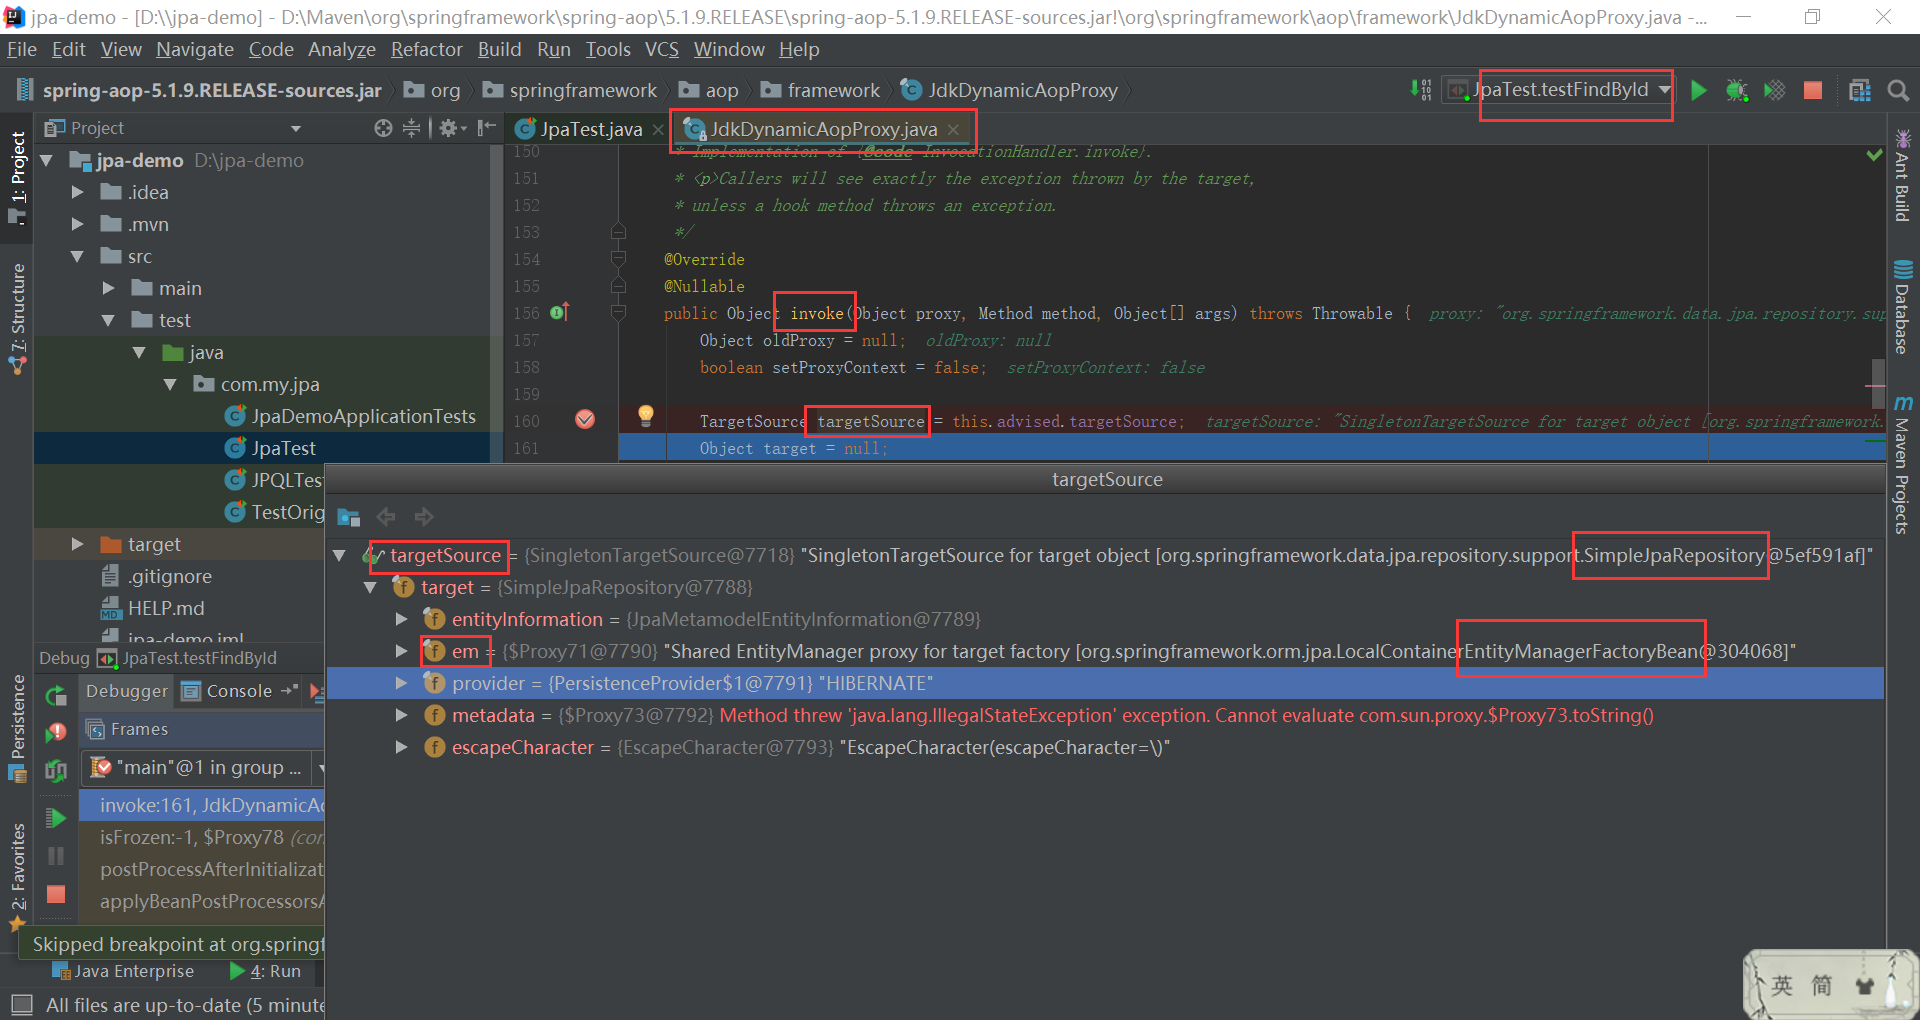 jpa-demo - [D:\\jpa-demo] - D:\Maven\org\springframework\spring-aop\5.1.9.RELEASE\spring-aop-5.1.9.RELEASE-sources.jar!\org\springframework\aop\framework\JdkDynamicAopProxy.java -...
File Edit View Navigate Code Analyze Refactor Build Run Tools VCS Window Help
spring-aop-5.1.9.RELEASE-sources.jar org springframework aop framework JdkDynamicAopProxy JpaTest.testFindById
Project JpaTest.java JdkDynamicAopProxy.java
1: Project
7: Structure
Persistence
2: Favorites
jpa-demo D:\jpa-demo
.idea
.mvn
src
main
test
java
com.my.jpa
JpaDemoApplicationTests
JpaTest
JPQLTes
TestOrig
target
.gitignore
HELP.md
jpa-demo.iml
150 * Implementation of {@code InvocationHandler.invoke}.
151 * <p>Callers will see exactly the exception thrown by the target,
152 * unless a hook method throws an exception.
153 */
154 @Override
155 @Nullable
156 public Object invoke(Object proxy, Method method, Object[] args) throws Throwable { proxy: "org.springframework.data.jpa.repository.sup
157 Object oldProxy = null; oldProxy: null
158 boolean setProxyContext = false; setProxyContext: false
159
160 TargetSource targetSource = this.advised.targetSource; targetSource: "SingletonTargetSource for target object [org.springframework.
161 Object target = null;
Ant Build
Database
Maven Projects
targetSource
targetSource = {SingletonTargetSource@7718} "SingletonTargetSource for target object [org.springframework.data.jpa.repository.support.SimpleJpaRepository@5ef591af]"
target = {SimpleJpaRepository@7788}
entityInformation = {JpaMetamodelEntityInformation@7789}
em = {$Proxy71@7790} "Shared EntityManager proxy for target factory [org.springframework.orm.jpa.LocalContainerEntityManagerFactoryBean@304068]"
provider = {PersistenceProvider$1@7791} "HIBERNATE"
metadata = {$Proxy73@7792} Method threw 'java.lang.IllegalStateException' exception. Cannot evaluate com.sun.proxy.$Proxy73.toString()
escapeCharacter = {EscapeCharacter@7793} "EscapeCharacter(escapeCharacter=\)"
Debug JpaTest.testFindById
Debugger Console
Frames
"main"@1 in group ...
invoke:161, JdkDynamicAo
isFrozen:-1, $Proxy78 (com
postProcessAfterInitializat
applyBeanPostProcessorsA
Skipped breakpoint at org.springf
Java Enterprise 4: Run
All files are up-to-date (5 minute
英 简